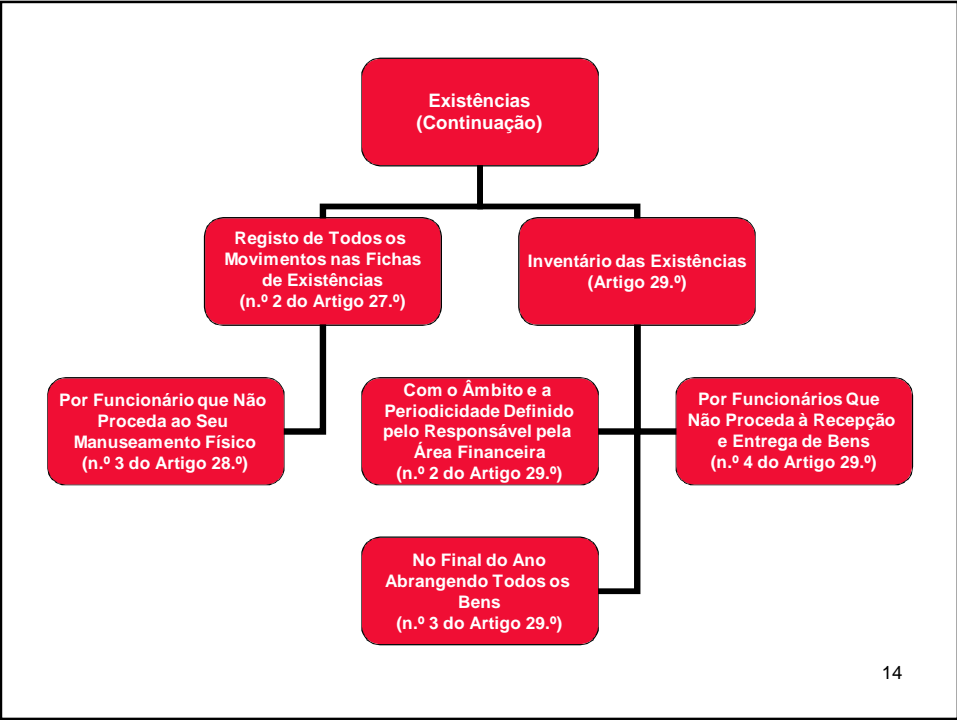 Existências
(Continuação)
Registo de Todos os
Movimentos nas Fichas
de Existências
(n.º 2 do Artigo 27.º)
Inventário das Existências
(Artigo 29.º)
Por Funcionário que Não
Proceda ao Seu
Manuseamento Físico
(n.º 3 do Artigo 28.º)
Com o Âmbito e a
Periodicidade Definido
pelo Responsável pela
Área Financeira
(n.º 2 do Artigo 29.º)
Por Funcionários Que
Não Proceda à Recepção
e Entrega de Bens
(n.º 4 do Artigo 29.º)
No Final do Ano
Abrangendo Todos os
Bens
(n.º 3 do Artigo 29.º)
14